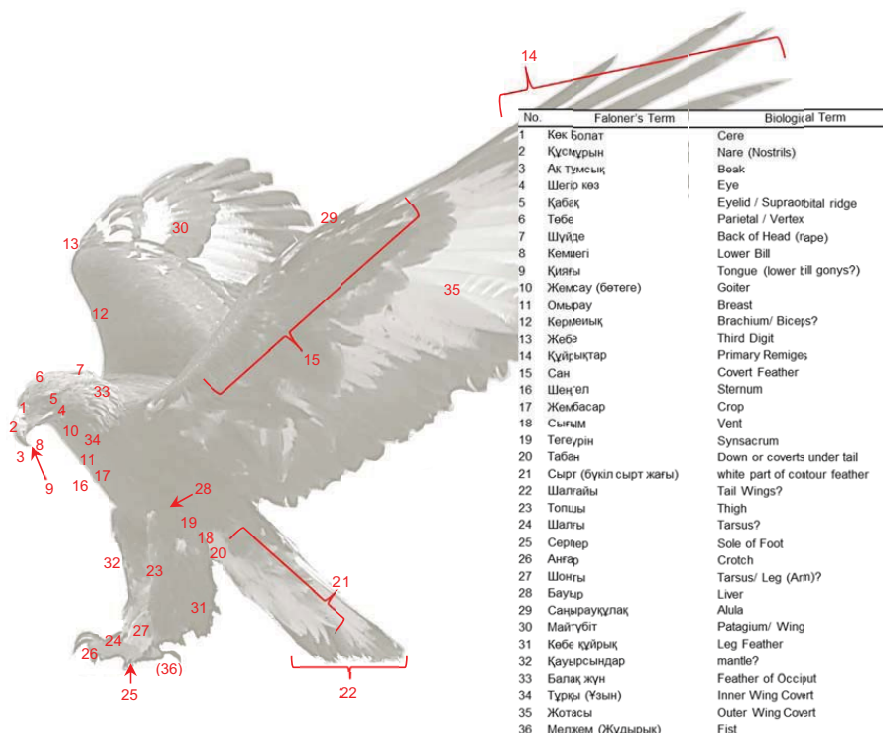 14
29
30
13
35
12
15
7
6
33
5
1
4
2
10
34
8
3
11
17
9
16
28
19
18
20
32
23
21
31
27
24
26
(36)
25
22
No. Faloner's Term Biological Term
1 Көк Болат Cere
2 Құсмұрын Nare (Nostrils)
3 Ақ тұмсық Beak
4 Шегір көз Eye
5 Қабақ Eyelid / Supraorbital ridge
6 Төбе Parietal / Vertex
7 Шүйде Back of Head (nape)
8 Кемиегі Lower Bill
9 Қияғы Tongue (lower bill gonys?)
10 Жемсау (бөтеге) Goiter
11 Омырау Breast
12 Кермеиық Brachium/ Biceps?
13 Жебе Third Digit
14 Құйрықтар Primary Remiges
15 Сан Covert Feather
16 Шеңгел Sternum
17 Жембасар Crop
18 Сығым Vent
19 Тегеурін Synsacrum
20 Табан Down or coverts under tail
21 Сырт (бүкіл сырт жағы) white part of contour feather
22 Шалғайы Tail Wings?
23 Топшы Thigh
24 Шалғы Tarsus?
25 Серпер Sole of Foot
26 Аңғар Crotch
27 Шоңғы Tarsus/ Leg (Arn)?
28 Бауыр Liver
29 Саңырауқұлақ Alula
30 Майтүбіт Patagium/ Wing
31 Көбе құйрық Leg Feather
32 Қауырсындар mantle?
33 Балақ жүн Feather of Occiput
34 Тұрқы (Ұзын) Inner Wing Covert
35 Жотасы Outer Wing Covert
36 Мелжем (Жұдырық) Fist